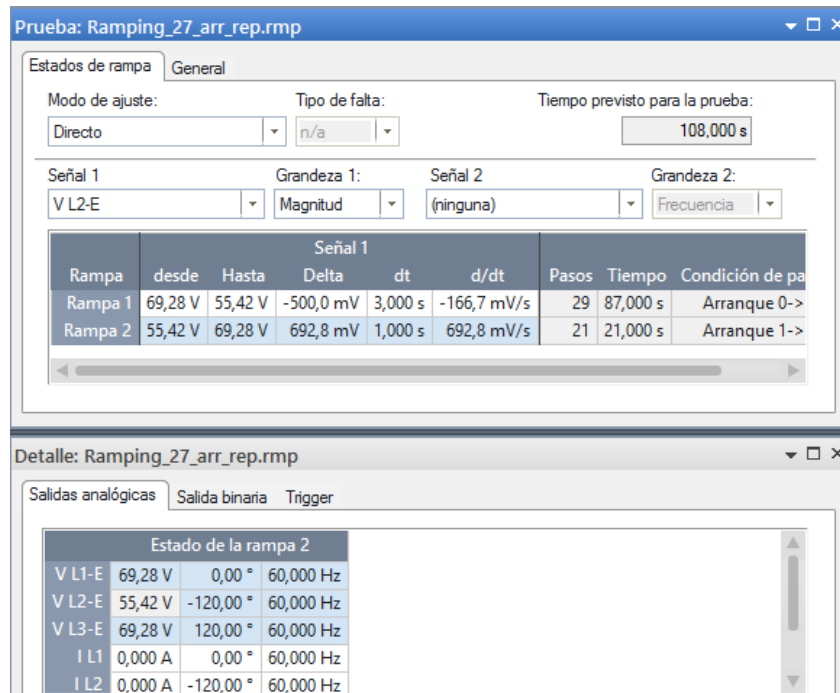 Prueba: Ramping_27_arr_rep.rmp
Estados de rampa General
Modo de ajuste: Tipo de falta: Tiempo previsto para la prueba:
Directo n/a 108,000 s
Señal 1 Grandeza 1: Señal 2 Grandeza 2:
V L2-E Magnitud (ninguna) Frecuencia
Señal 1
Rampa desde Hasta Delta dt d/dt Pasos Tiempo Condición de pa
Rampa 1 69,28 V 55,42 V -500,0 mV 3,000 s -166,7 mV/s 29 87,000 s Arranque 0->
Rampa 2 55,42 V 69,28 V 692,8 mV 1,000 s 692,8 mV/s 21 21,000 s Arranque 1->
Detalle: Ramping_27_arr_rep.rmp
Salidas analógicas Salida binaria Trigger
Estado de la rampa 2
V L1-E 69,28 V 0,00 ° 60,000 Hz
V L2-E 55,42 V -120,00 ° 60,000 Hz
V L3-E 69,28 V 120,00 ° 60,000 Hz
I L1 0,000 A 0,00 ° 60,000 Hz
I L2 0,000 A -120,00 ° 60,000 Hz